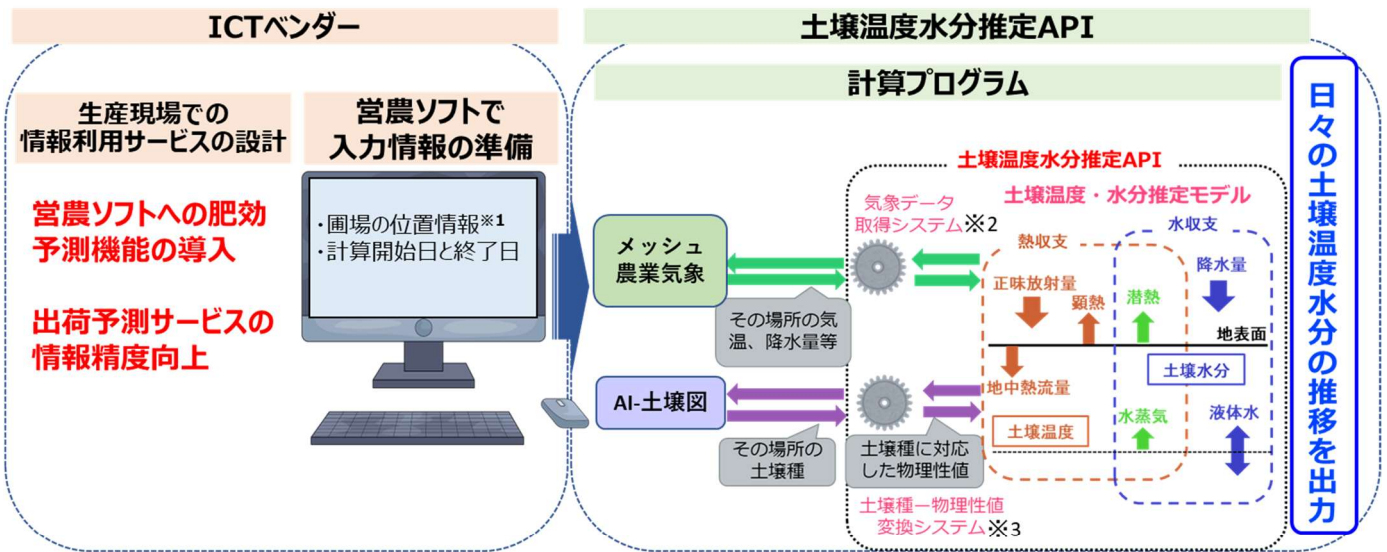 ICTベンダー
生産現場での
情報利用サービスの設計
営農ソフトへの肥効
予測機能の導入
出荷予測サービスの
情報精度向上
営農ソフトで
入力情報の準備
・圃場の位置情報※1
・計算開始日と終了日
土壌温度水分推定API
計算プログラム
メッシュ
農業気象
その場所の気
温、降水量等
AI-土壌図
その場所の
土壌種
土壌温度水分推定API
気象データ
取得システム※2
土壌種に対応
した物理性値
土壌種ー物理性値
変換システム※3
土壌温度・水分推定モデル
熱収支
水収支
正味放射量
顕熱
潜熱
降水量
地表面
地中熱流量
土壌水分
土壌温度
水蒸気
液体水
日々の土壌温度水分の推移を出力